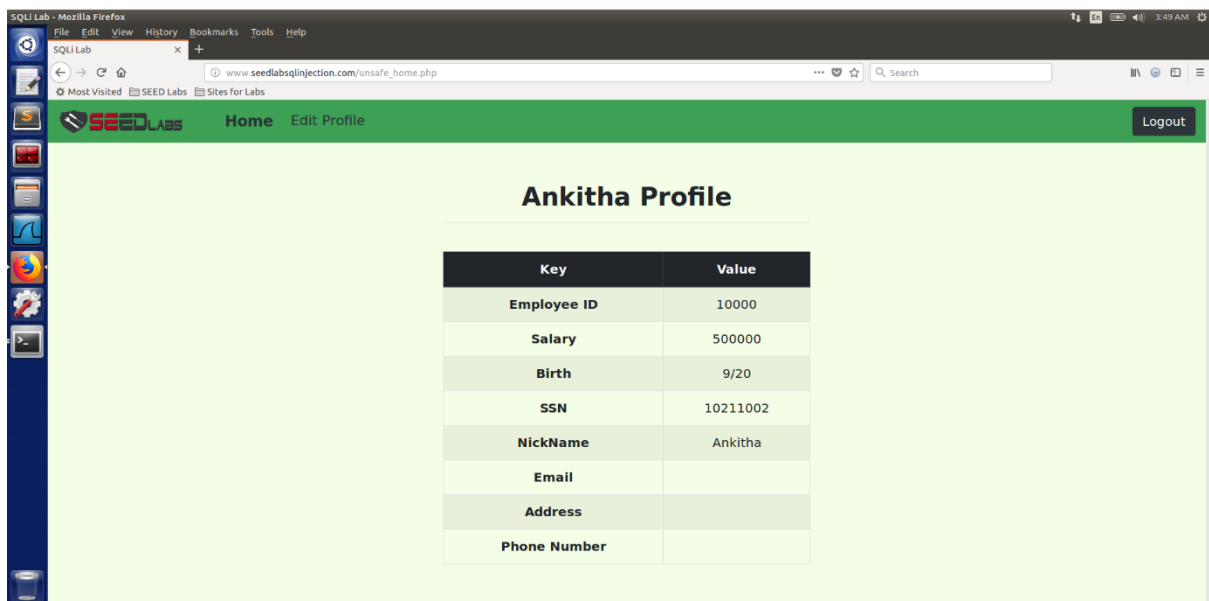 SQLi Lab - Mozilla Firefox
En 3:49 AM
File Edit View History Bookmarks Tools Help
SQLi Lab × +
www.seedlabsqlinjection.com/unsafe_home.php Search
Most Visited SEED Labs Sites for Labs
SEEDLABS Home Edit Profile Logout
Ankitha Profile
Key Value
Employee ID 10000
Salary 500000
Birth 9/20
SSN 10211002
NickName Ankitha
Email
Address
Phone Number